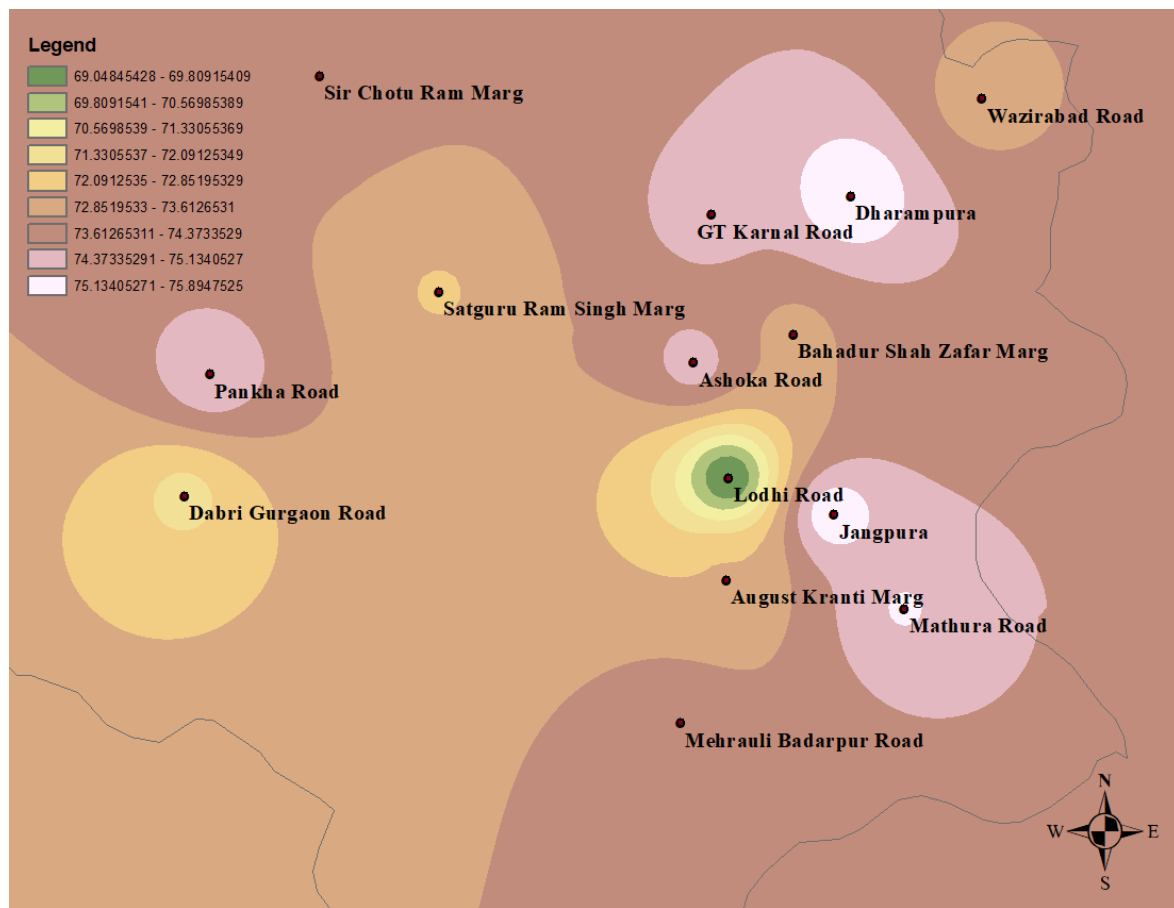 Legend
69.04845428 - 69.80915409
69.8091541 - 70.56985389
70.5698539 - 71.33055369
71.3305537 - 72.09125349
72.0912535 - 72.85195329
72.8519533 - 73.6126531
73.61265311 - 74.3733529
74.37335291 - 75.1340527
75.13405271 - 75.8947525
Sir Chotu Ram Marg
Wazirabad Road
Dharampura
GT Karnal Road
Satguru Ram Singh Marg
Bahadur Shah Zafar Marg
Ashoka Road
Pankha Road
Lodhi Road
Dabri Gurgaon Road
Jangpura
August Kranti Marg
Mathura Road
Mehrauli Badarpur Road
N
W E
S